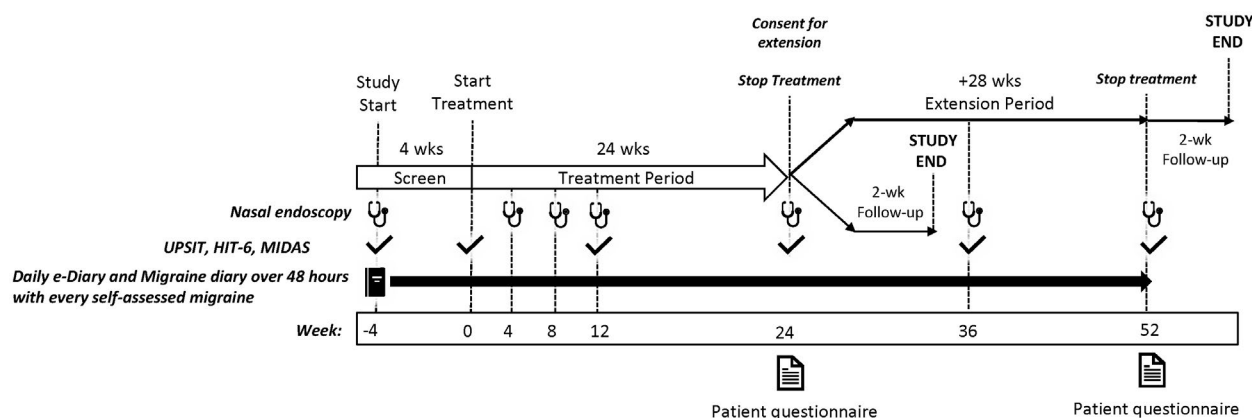 STUDY
END
Consent for
extension
Study
Start
Start
Treatment
Stop Treatment
+28 wks
Extension Period
Stop treatment
4 wks
24 wks
STUDY
END
2-wk
Follow-up
Screen
Treatment Period
2-wk
Follow-up
Nasal endoscopy
UPSIT, HIT-6, MIDAS
Daily e-Diary and Migraine diary over 48 hours
with every self-assessed migraine
Week: -4 0 4 8 12 24 36 52
Patient questionnaire
Patient questionnaire